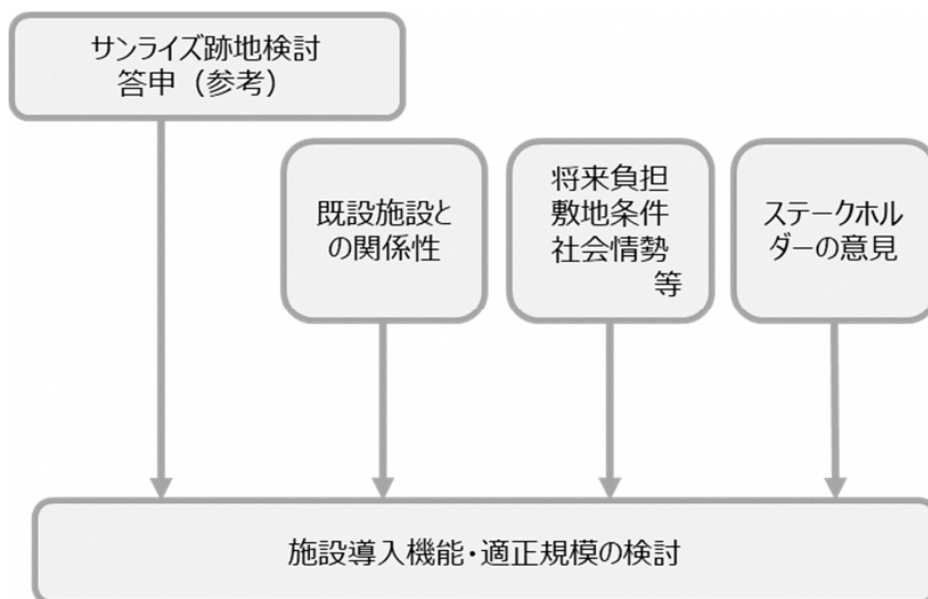 サンライズ跡地検討
答申（参考）
既設施設と
の関係性
将来負担
敷地条件
社会情勢
等
ステークホル
ダーの意見
施設導入機能・適正規模の検討